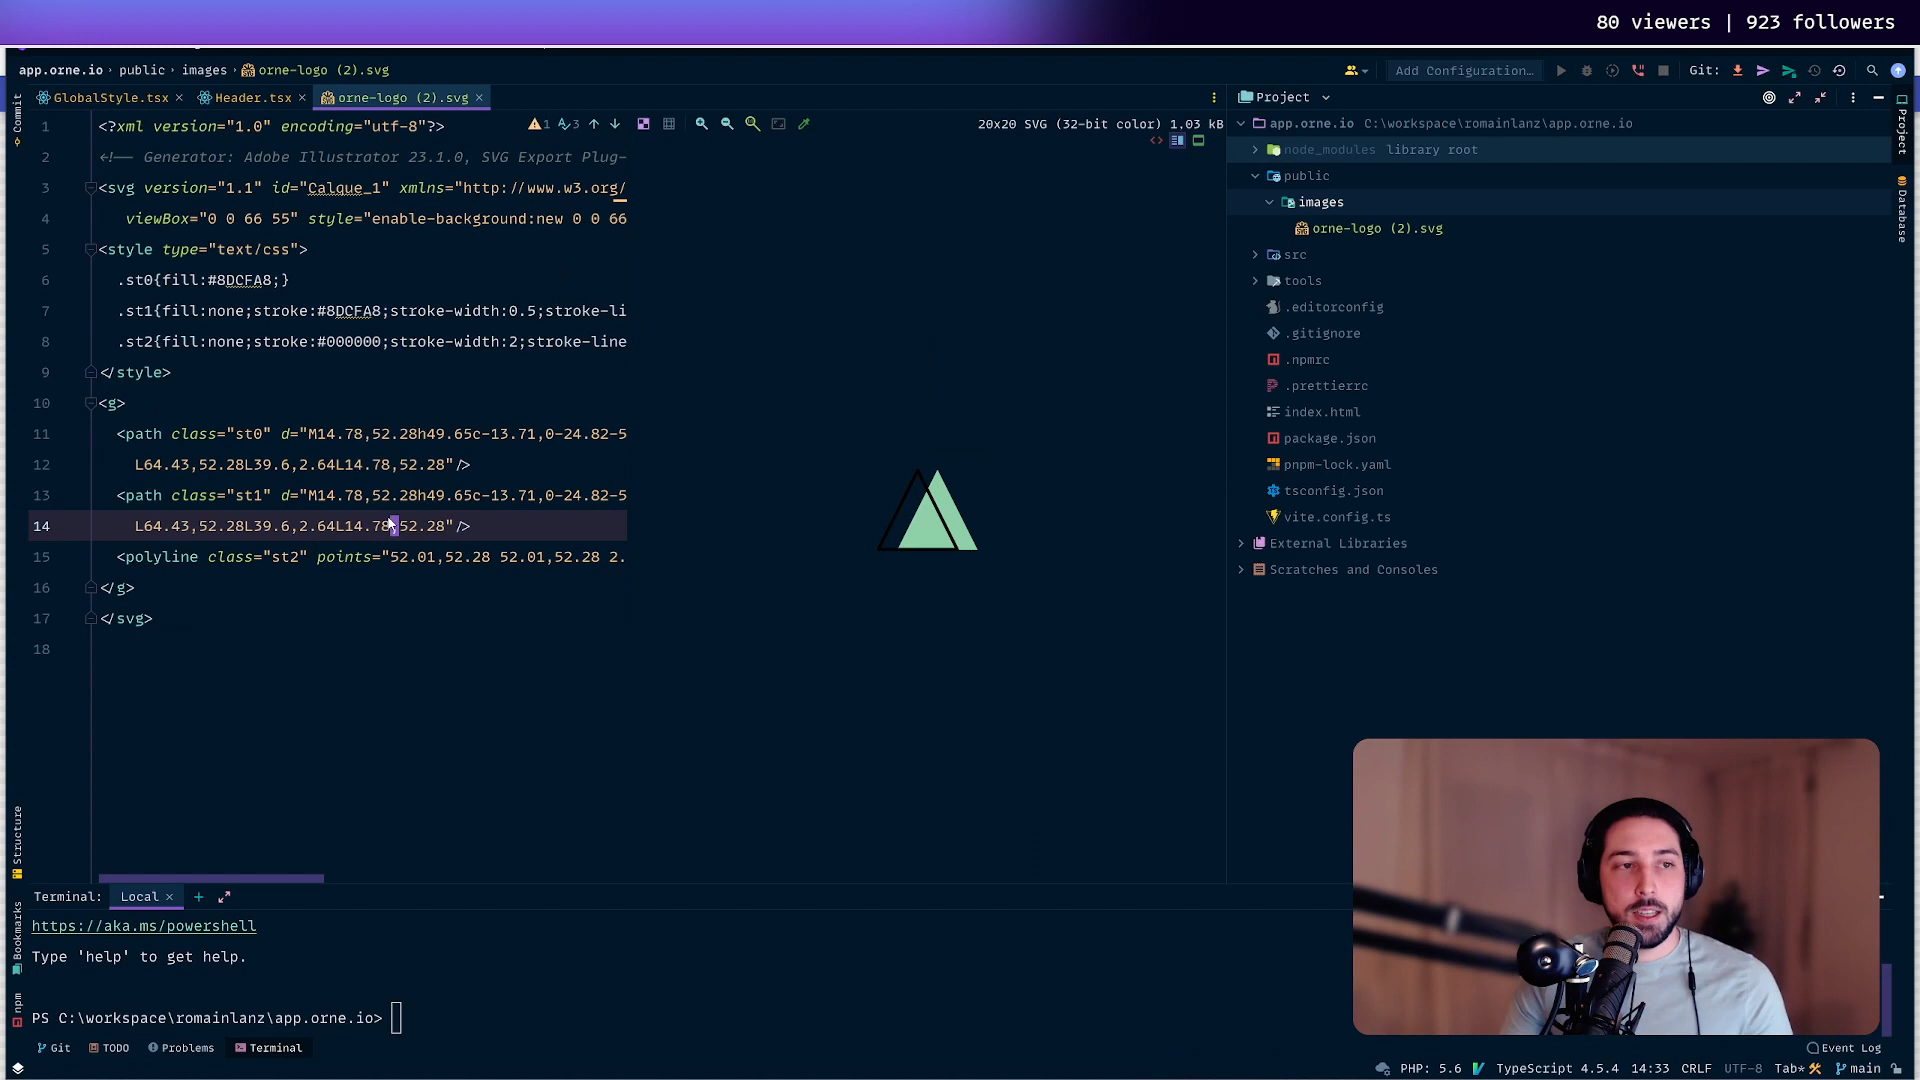 80 viewers | 923 followers
app.orne.io › public › images › orne-logo (2).svg
Add Configuration...
Git:
GlobalStyle.tsx
Header.tsx
orne-logo (2).svg
Project
1 <?xml version="1.0" encoding="utf-8"?>
1 3
20x20 SVG (32-bit color) 1,03 kB
2 <!-- Generator: Adobe Illustrator 23.1.0, SVG Export Plug-
3 <svg version="1.1" id="Calque_1" xmlns="http://www.w3.org/
4 viewBox="0 0 66 55" style="enable-background:new 0 0 66
5 <style type="text/css">
6 .st0{fill:#8DCFA8;}
7 .st1{fill:none;stroke:#8DCFA8;stroke-width:0.5;stroke-li
8 .st2{fill:none;stroke:#000000;stroke-width:2;stroke-line
9 </style>
10 <g>
11 <path class="st0" d="M14.78,52.28h49.65c-13.71,0-24.82-5
12 L64.43,52.28L39.6,2.64L14.78,52.28"/>
13 <path class="st1" d="M14.78,52.28h49.65c-13.71,0-24.82-5
14 L64.43,52.28L39.6,2.64L14.78,52.28"/>
15 <polyline class="st2" points="52.01,52.28 52.01,52.28 2.
16 </g>
17 </svg>
18
app.orne.io C:\workspace\romainlanz\app.orne.io
node_modules library root
public
images
orne-logo (2).svg
src
tools
.editorconfig
.gitignore
.npmrc
.prettierrc
index.html
package.json
pnpm-lock.yaml
tsconfig.json
vite.config.ts
External Libraries
Scratches and Consoles
Commit
Structure
Bookmarks
npm
Project
Database
Terminal: Local
https://aka.ms/powershell
Type 'help' to get help.
PS C:\workspace\romainlanz\app.orne.io>
Git TODO Problems Terminal
Event Log
PHP: 5.6 TypeScript 4.5.4 14:33 CRLF UTF-8 Tab* main